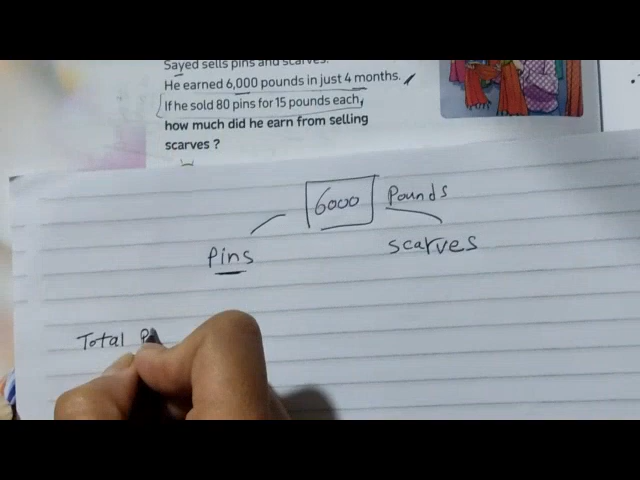 Sayed sells pins and scarves.
He earned 6,000 pounds in just 4 months.
If he sold 80 pins for 15 pounds each,
how much did he earn from selling
scarves ?
6000 Pounds
Pins scarves
Total